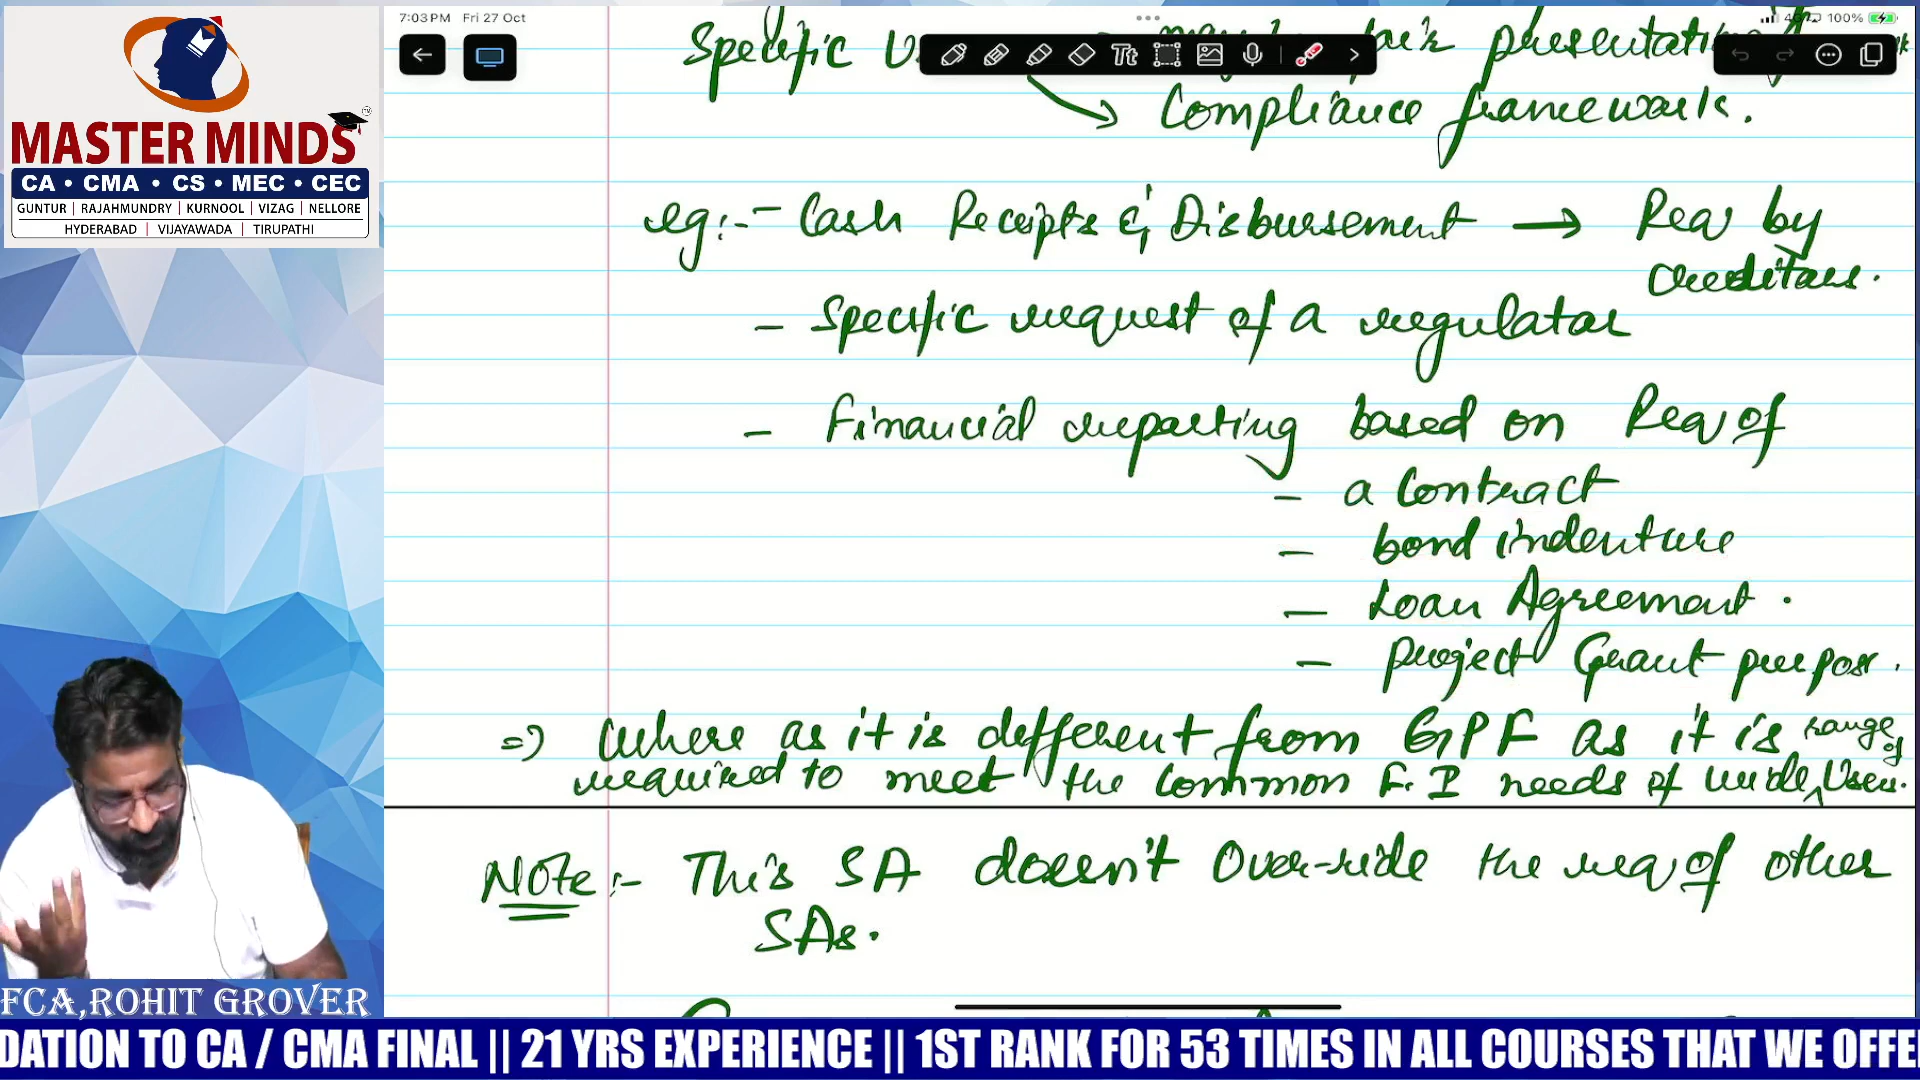 7:03 PM Fri 27 Oct
100%
Specific
presentation
Compliance framework.
MASTER MINDS
CA • CMA • CS • MEC • CEC
GUNTUR | RAJAHMUNDRY | KURNOOL | VIZAG | NELLORE
HYDERABAD | VIJAYAWADA | TIRUPATHI
eg:- - Cash Receipts & Disbursement → Req by
creditors.
- Specific request of a regulator
- Financial reporting based on Req of
- a Contract
- bond indenture
- Loan Agreement.
- project Grant purpose.
=> Where as it is different from GPF as it is range of
required to meet the common F.I needs of wide ^ Users.
Note:- This SA doesn't Over-ride the req of other
SAs.
FCA,ROHIT GROVER
DATION TO CA / CMA FINAL || 21 YRS EXPERIENCE || 1ST RANK FOR 53 TIMES IN ALL COURSES THAT WE OFFE